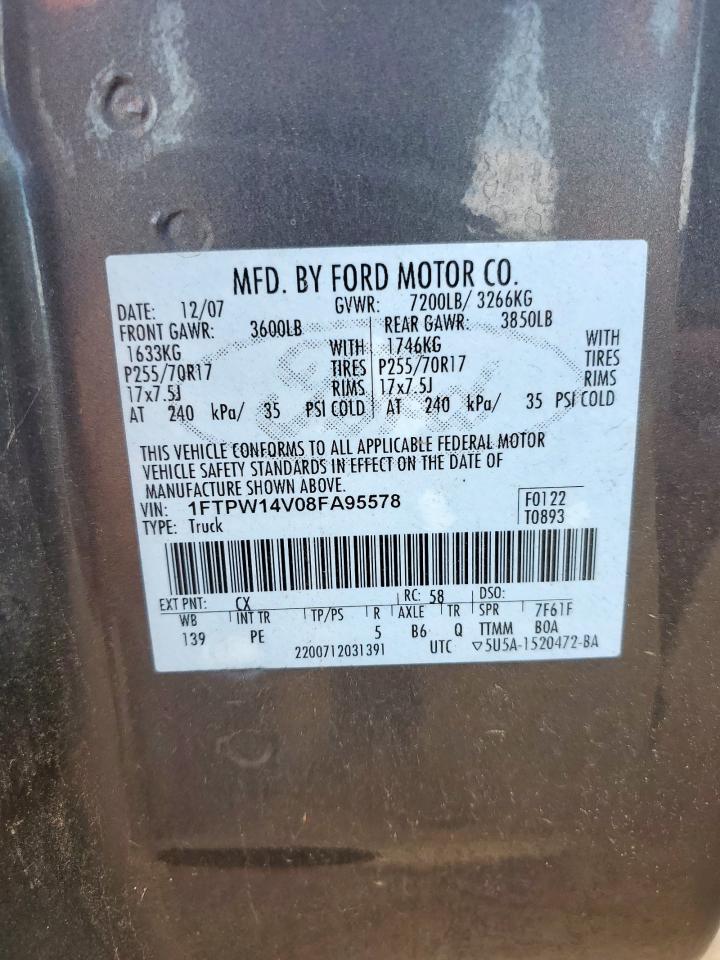 MFD. BY FORD MOTOR CO.
DATE: 12/07 GVWR: 7200LB/ 3266KG
FRONT GAWR: 3600LB REAR GAWR: 3850LB
1633KG WITH 1746KG WITH
P255/70R17 TIRES P255/70R17 TIRES
17x7.5J RIMS 17x7.5J RIMS
AT 240 kPa/ 35 PSI COLD AT 240 kPa/ 35 PSI COLD
THIS VEHICLE CONFORMS TO ALL APPLICABLE FEDERAL MOTOR
VEHICLE SAFETY STANDARDS IN EFFECT ON THE DATE OF
MANUFACTURE SHOWN ABOVE.
VIN: 1FTPW14V08FA95578 F0122
TYPE: Truck T0893
EXT PNT: CX RC: 58 DSO:
WB INT TR TP/PS R AXLE TR SPR 7F61F
139 PE 5 B6 Q TTMM BOA
2200712031391 UTC ▽5U5A-1520472-BA